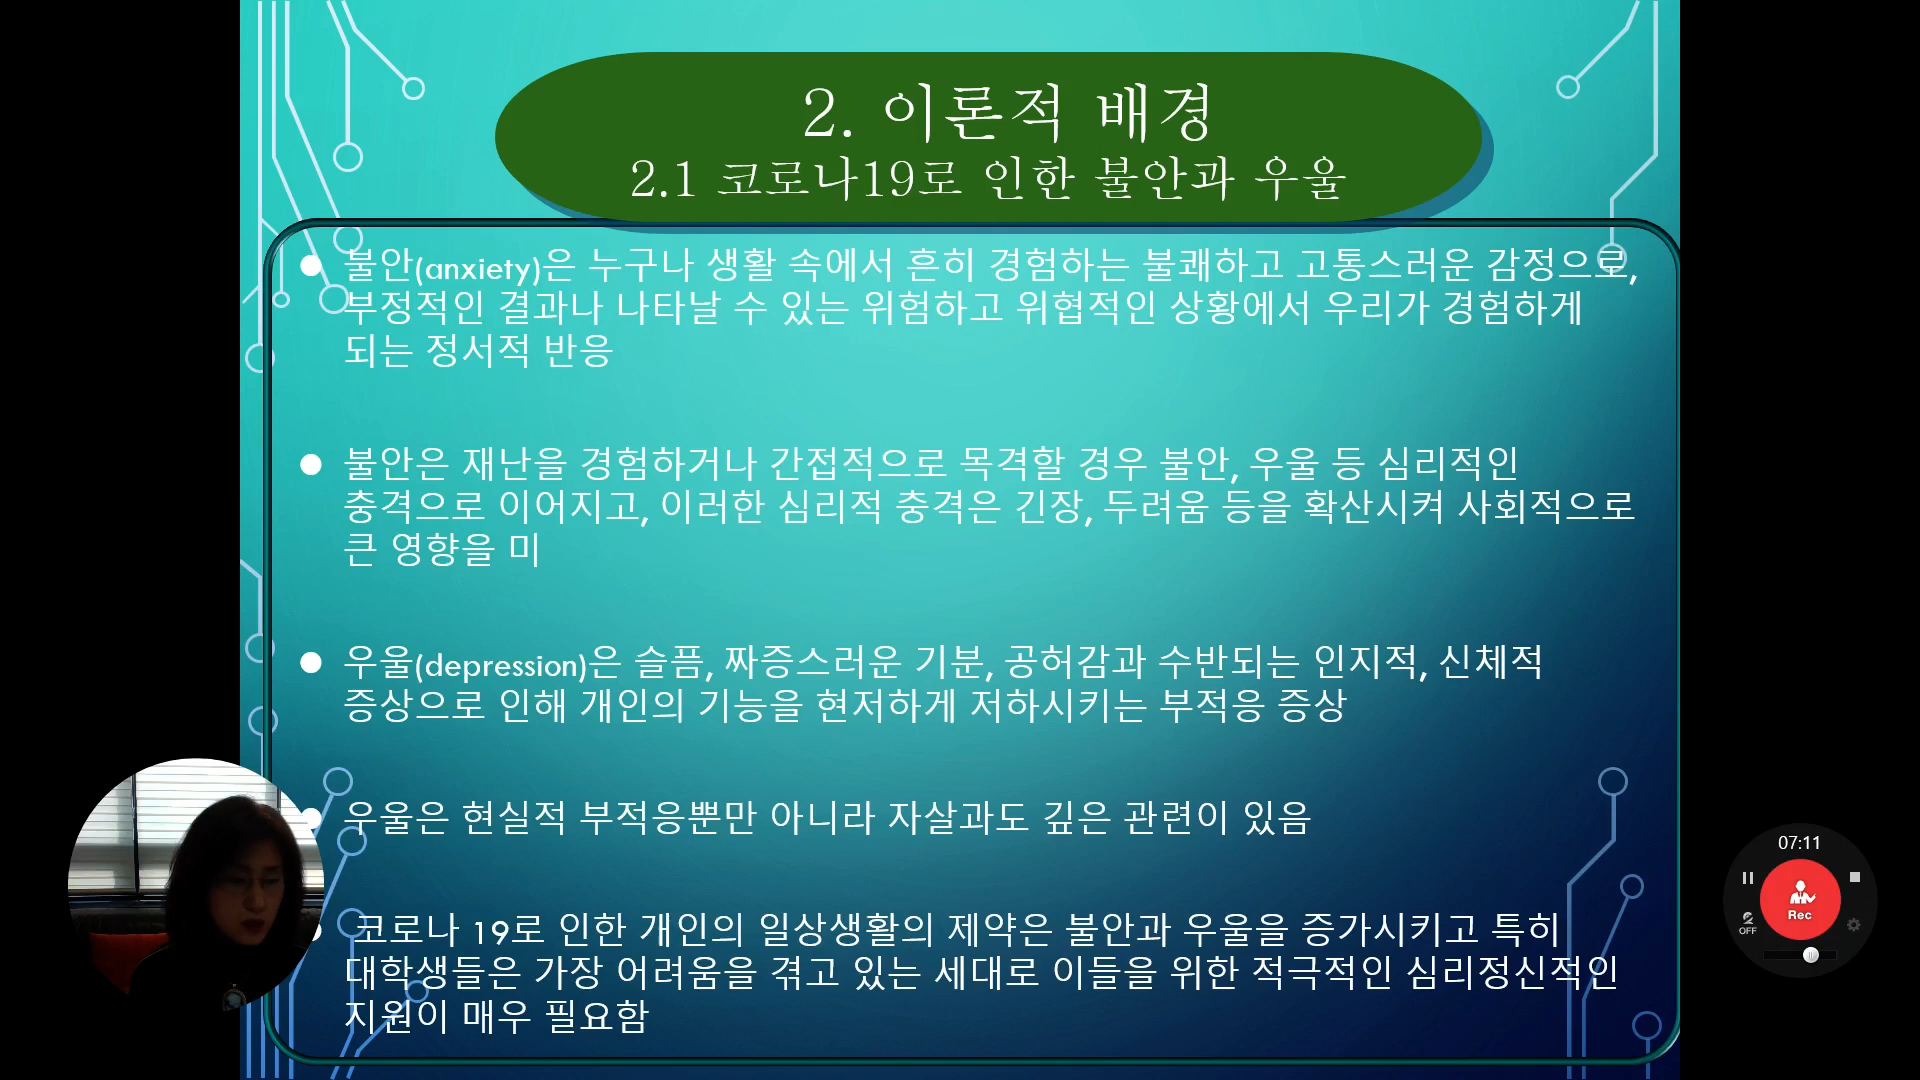 2. 이론적 배경
2.1 코로나19로 인한 불안과 우울
불안(anxiety)은 누구나 생활 속에서 흔히 경험하는 불쾌하고 고통스러운 감정으로,
부정적인 결과나 나타날 수 있는 위험하고 위협적인 상황에서 우리가 경험하게
되는 정서적 반응
불안은 재난을 경험하거나 간접적으로 목격할 경우 불안, 우울 등 심리적인
충격으로 이어지고, 이러한 심리적 충격은 긴장, 두려움 등을 확산시켜 사회적으로
큰 영향을 미
우울(depression)은 슬픔, 짜증스러운 기분, 공허감과 수반되는 인지적, 신체적
증상으로 인해 개인의 기능을 현저하게 저하시키는 부적응 증상
우울은 현실적 부적응뿐만 아니라 자살과도 깊은 관련이 있음
코로나 19로 인한 개인의 일상생활의 제약은 불안과 우울을 증가시키고 특히
대학생들은 가장 어려움을 겪고 있는 세대로 이들을 위한 적극적인 심리정신적인
지원이 매우 필요함
07:11
Rec
OFF